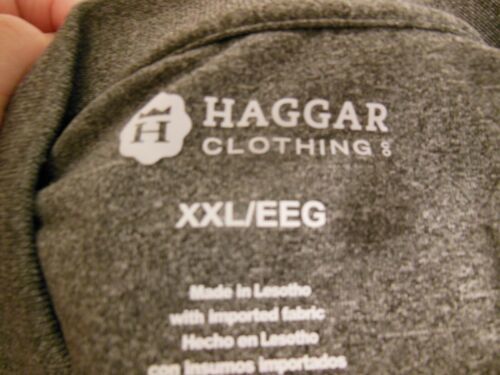 H
HAGGAR
CLOTHING CO
XXL/EEG
Made in Lesotho
with imported fabric
Hecho en Lesotho
con insumos importados